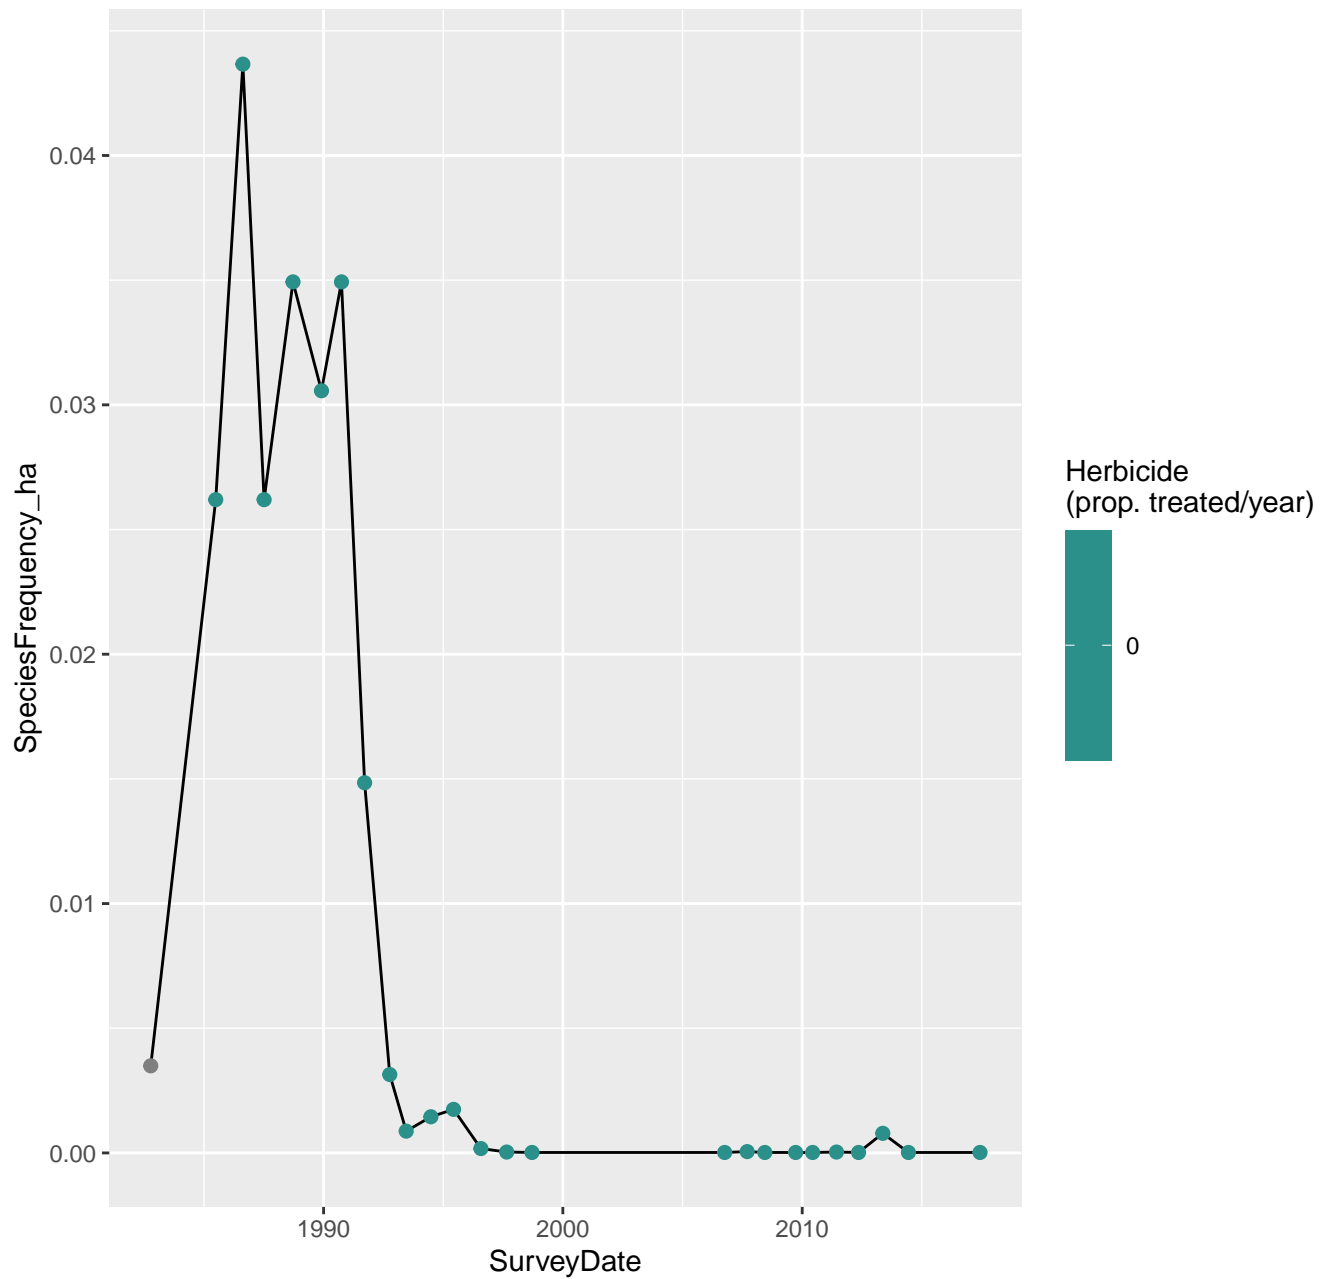 0.04
0.03
0.02
0.01
0.00
SpeciesFrequency_ha
1990
2000
2010
SurveyDate
Herbicide
(prop. treated/year)
0